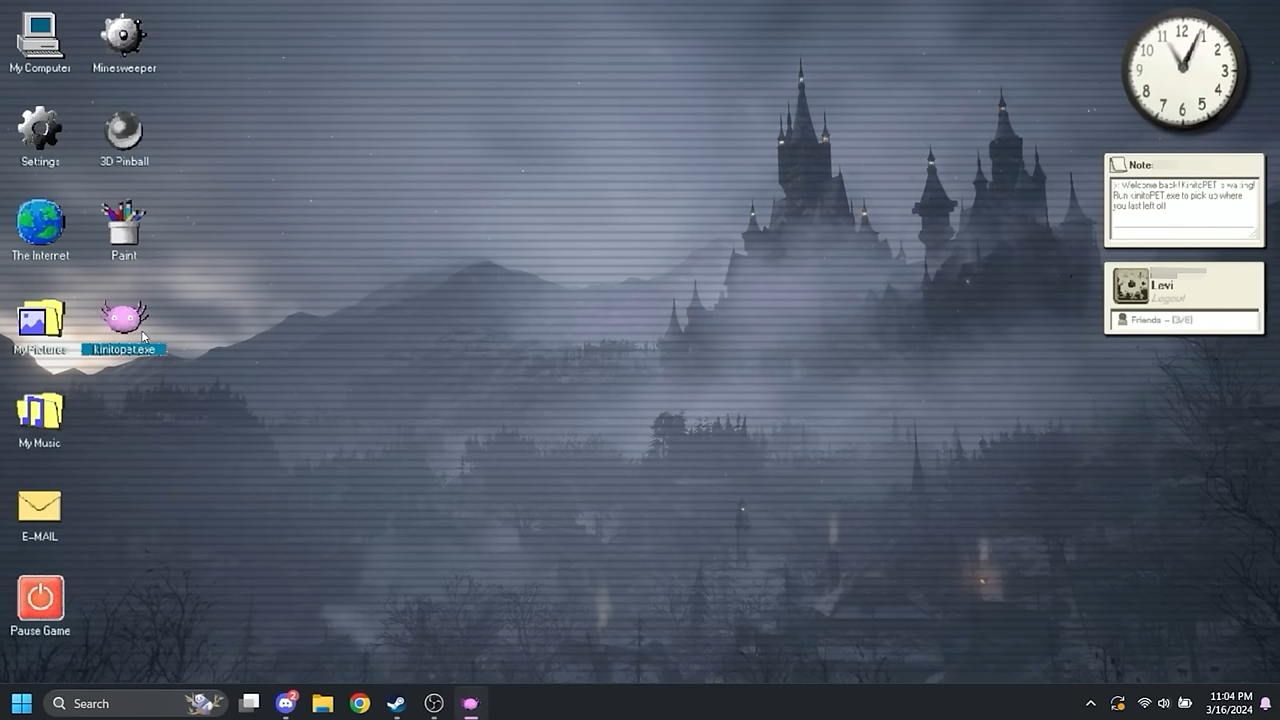 My Computer
Minesweeper
Settings
3D Pinball
The Internet
Paint
My Pictures
kinitopet.exe
My Music
E-MAIL
Pause Game
12
1
2
3
4
5
6
7
8
9
10
11
Note:
): Welcome back! KinitoPET is waiting!
Run kinitoPET.exe to pick up where
you last left off!
Levi
Logout
Friends - (3/6)
Search
2
11:04 PM
3/16/2024